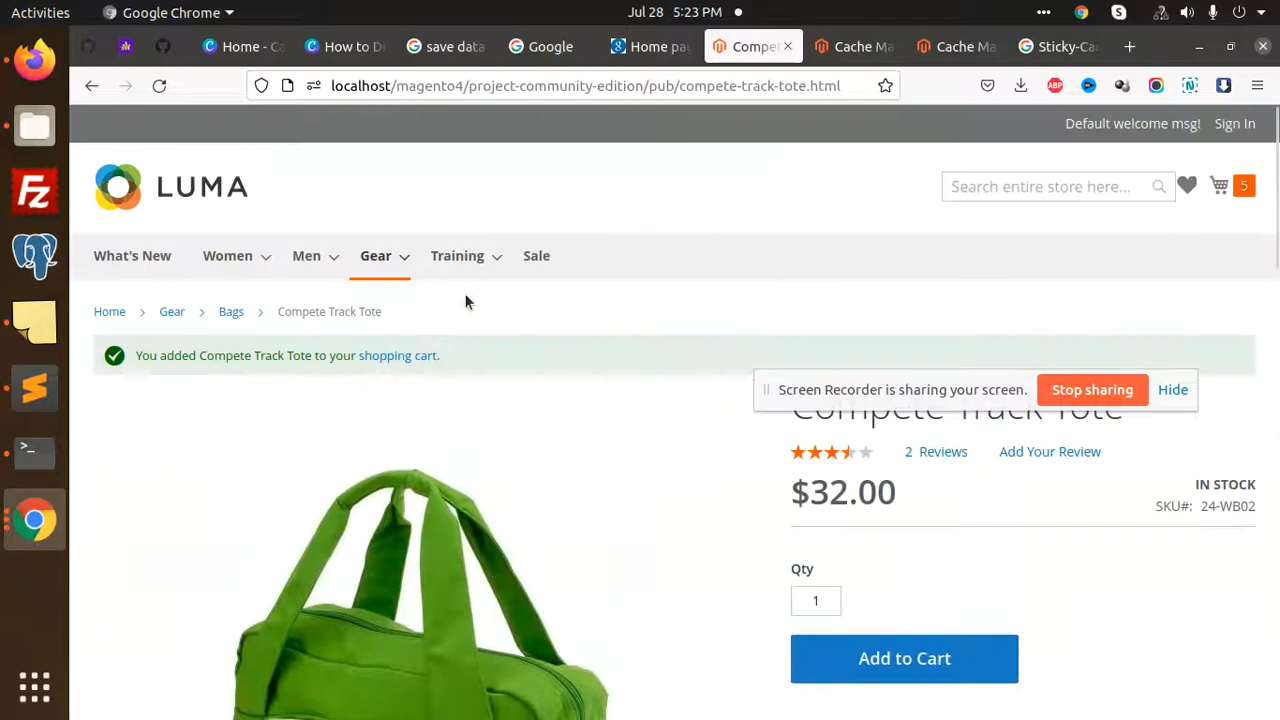 Activities
Google Chrome
Jul 28 5:23 PM
Home - Ca
How to Di
save data
Google
Home pa
Compe
Cache Ma
Cache Ma
Sticky-Car
localhost/magento4/project-community-edition/pub/compete-track-tote.html
ABP
Default welcome msg! Sign In
LUMA
Search entire store here...
5
What's New
Women
Men
Gear
Training
Sale
Home
Gear
Bags
Compete Track Tote
You added Compete Track Tote to your shopping cart.
Screen Recorder is sharing your screen.
Stop sharing
Hide
Compete Track Tote
2 Reviews
Add Your Review
$32.00
IN STOCK
SKU#: 24-WB02
Qty
1
Add to Cart